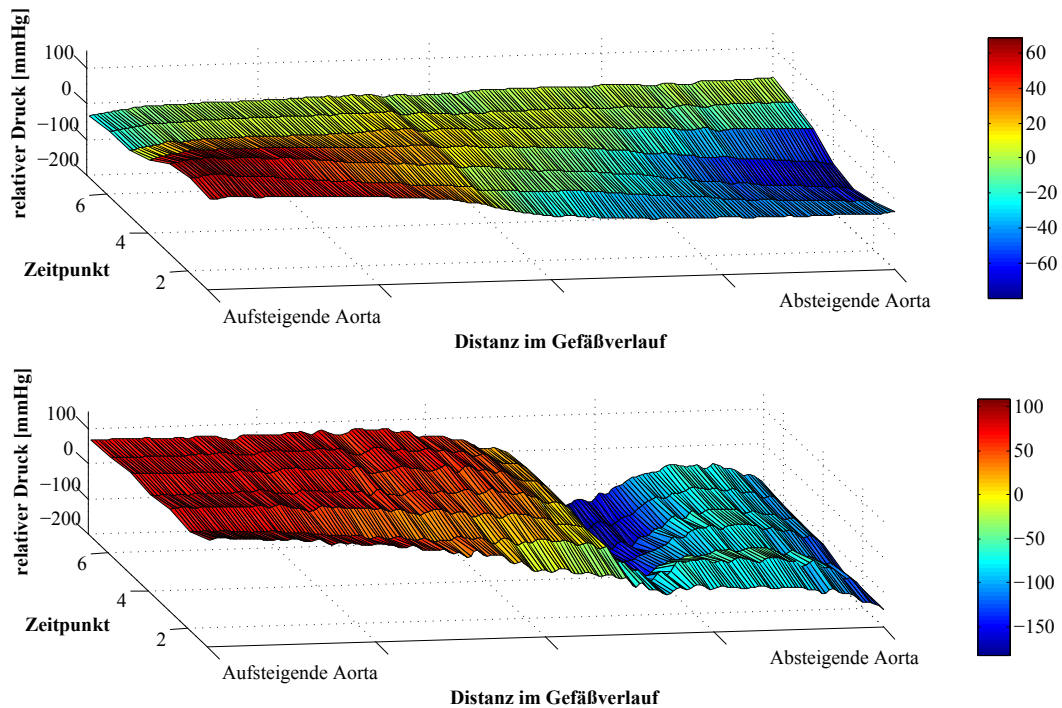 relativer Druck [mmHg]
100
0
−100
−200
6
4
2
Zeitpunkt
Aufsteigende Aorta
Absteigende Aorta
Distanz im Gefäßverlauf
60
40
20
0
−20
−40
−60
relativer Druck [mmHg]
100
0
−100
−200
6
4
2
Zeitpunkt
Aufsteigende Aorta
Absteigende Aorta
Distanz im Gefäßverlauf
100
50
0
−50
−100
−150